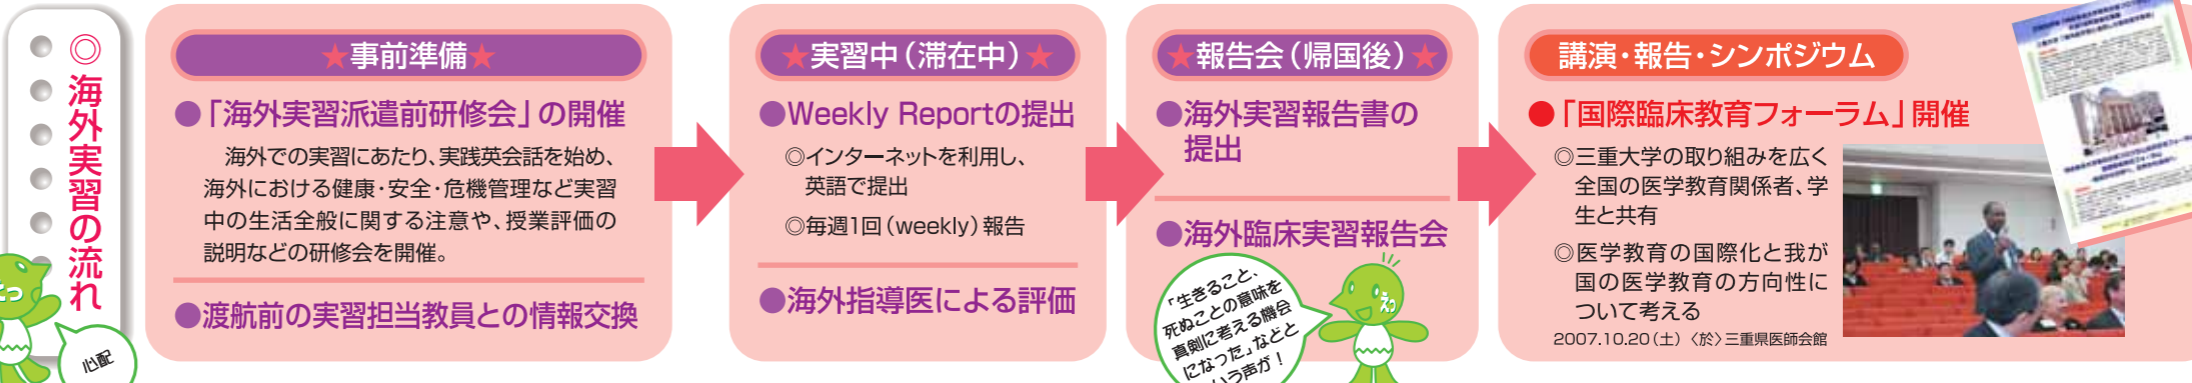 ◎海外実習の流れ
えっ
心配
★事前準備★
●「海外実習派遣前研修会」の開催
海外での実習にあたり、実践英会話を始め、
海外における健康・安全・危機管理など実習
中の生活全般に関する注意や、授業評価の
説明などの研修会を開催。
●渡航前の実習担当教員との情報交換
★実習中（滞在中）★
●Weekly Reportの提出
◎インターネットを利用し、
英語で提出
◎毎週1回（weekly）報告
●海外指導医による評価
★報告会（帰国後）★
●海外実習報告書の
提出
●海外臨床実習報告会
「生きること、
死ぬことの意味を
真剣に考える機会
になった」などと
いう声が！
えっ
講演・報告・シンポジウム
●「国際臨床教育フォーラム」開催
◎三重大学の取り組みを広く
全国の医学教育関係者、学
生と共有
◎医学教育の国際化と我が
国の医学教育の方向性に
ついて考える
2007.10.20（土）〈於〉三重県医師会館